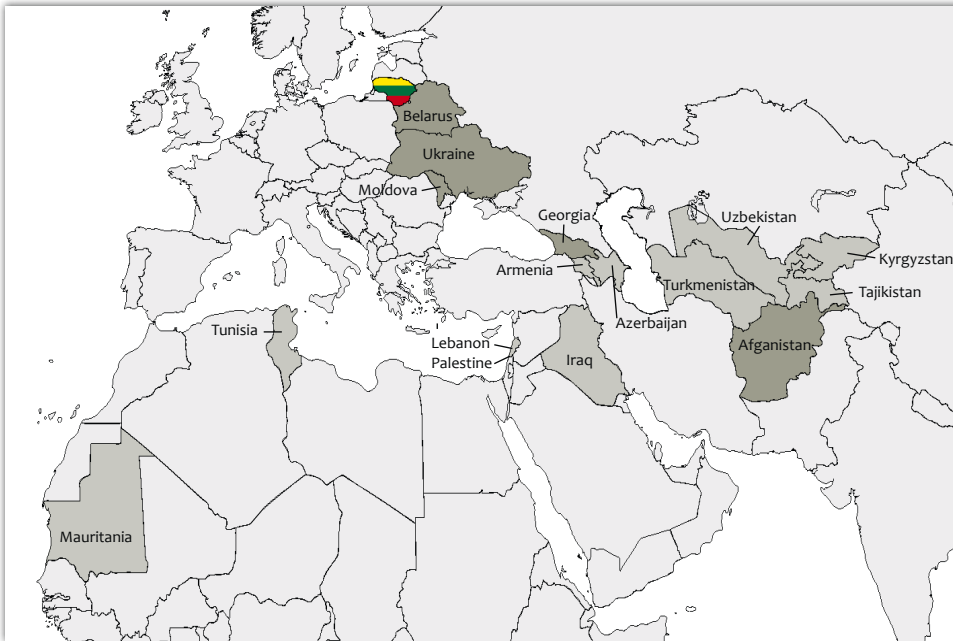 Belarus
Ukraine
Moldova
Georgia
Uzbekistan
Armenia
Kyrgyzstan
Turkmenistan
Tajikistan
Azerbaijan
Tunisia
Lebanon
Palestine
Iraq
Afganistan
Mauritania